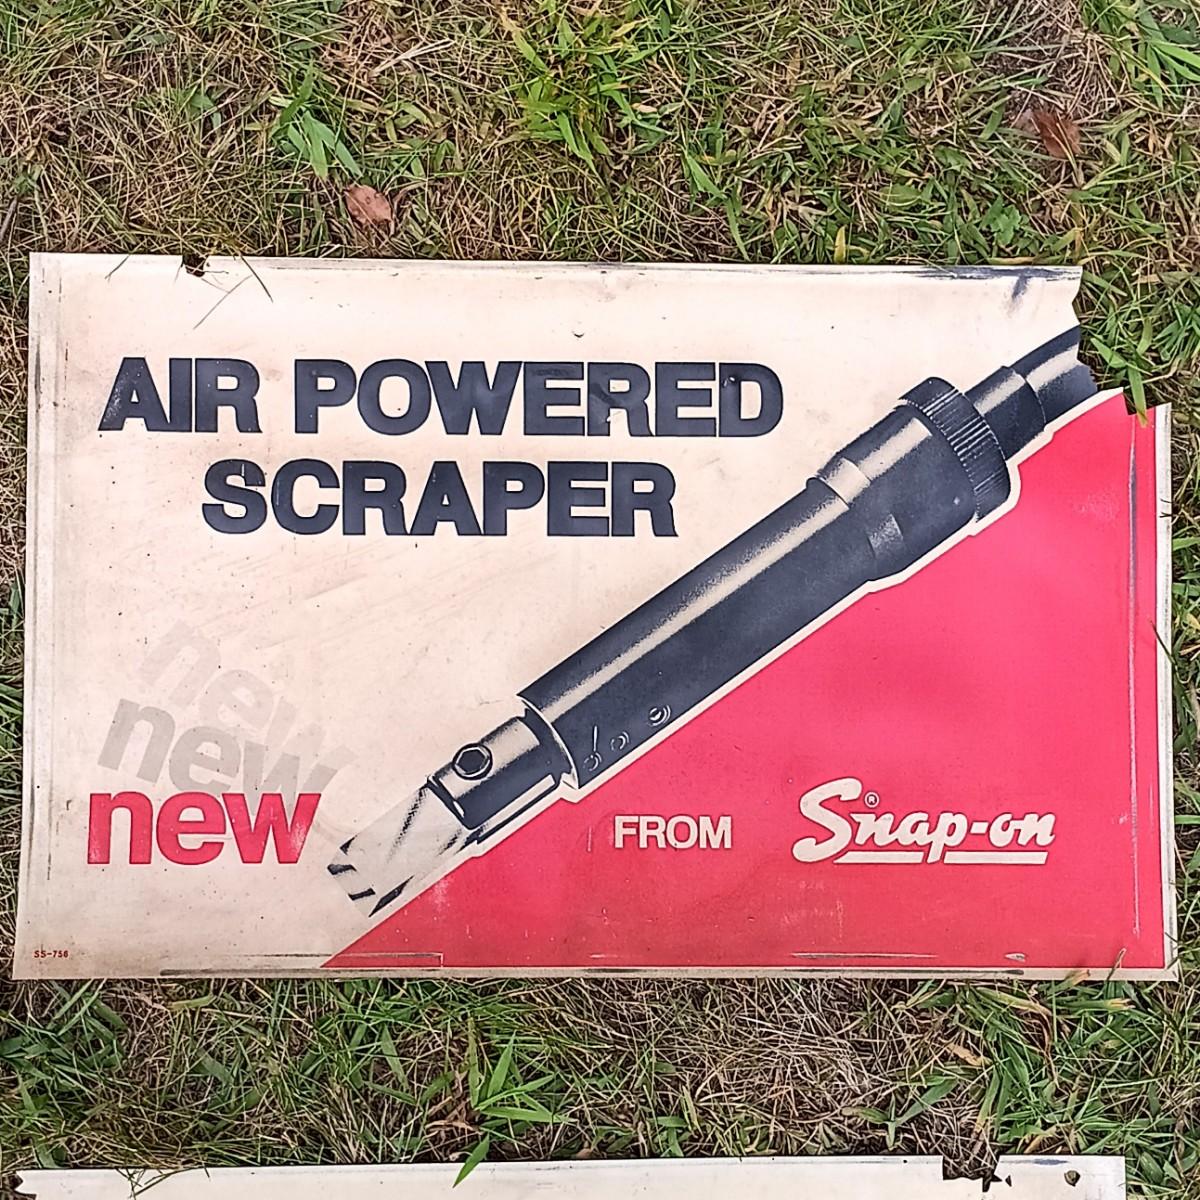 AIR POWERED
SCRAPER
new
new
new
FROM Snap-on®
SS-756